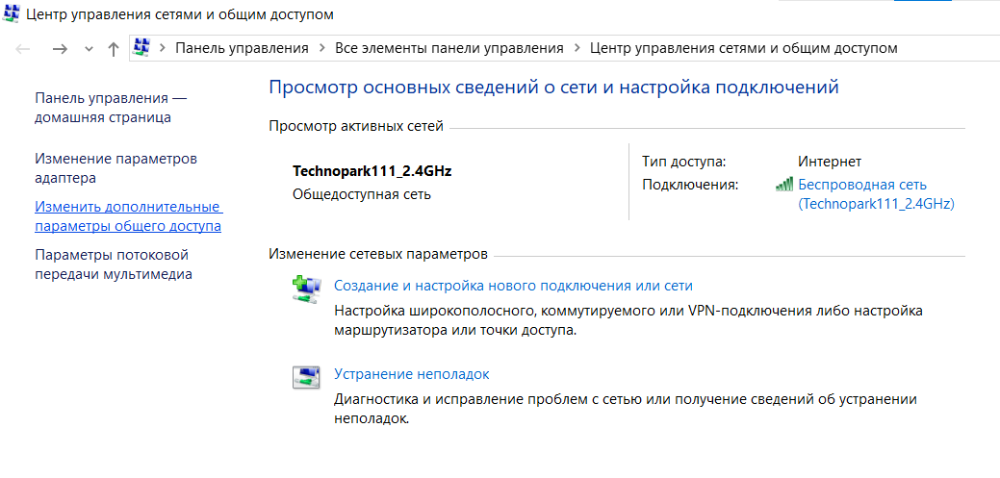 Центр управления сетями и общим доступом
Панель управления
Все элементы панели управления
Центр управления сетями и общим доступом
Панель управления —
домашняя страница
Изменение параметров
адаптера
Изменить дополнительные
параметры общего доступа
Параметры потоковой
передачи мультимедиа
Просмотр основных сведений о сети и настройка подключений
Просмотр активных сетей
Technopark111_2.4GHz
Общедоступная сеть
Тип доступа: Интернет
Подключения: Беспроводная сеть
(Technopark111_2.4GHz)
Изменение сетевых параметров
Создание и настройка нового подключения или сети
Настройка широкополосного, коммутируемого или VPN-подключения либо настройка
маршрутизатора или точки доступа.
Устранение неполадок
Диагностика и исправление проблем с сетью или получение сведений об устранении
неполадок.